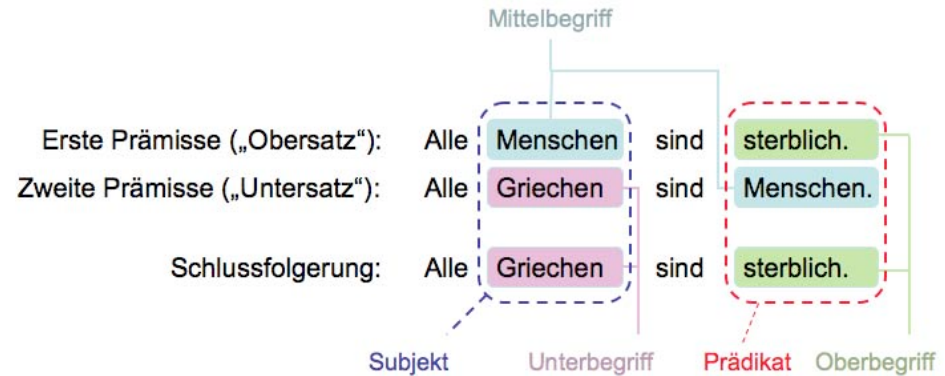 Mittelbegriff
Erste Prämisse („Obersatz“): Alle Menschen sind sterblich.
Zweite Prämisse („Untersatz“): Alle Griechen sind Menschen.
Schlussfolgerung: Alle Griechen sind sterblich.
Subjekt Unterbegriff Prädikat Oberbegriff